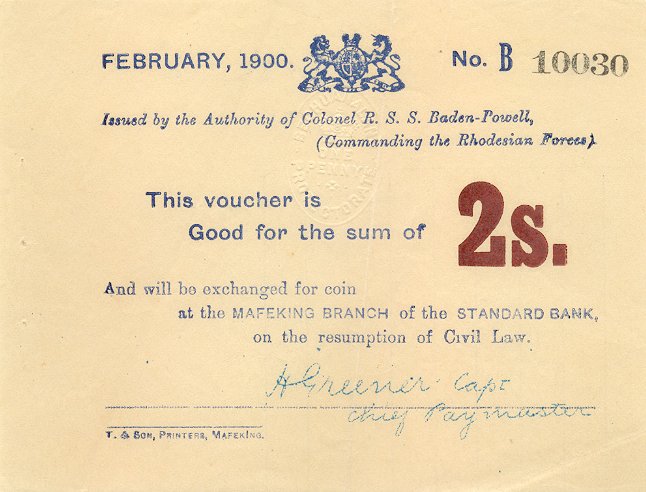 FEBRUARY, 1900.
No. B 10030
Issued by the Authority of Colonel R. S. S. Baden-Powell,
(Commanding the Rhodesian Forces)
This voucher is
Good for the sum of
2s.
And will be exchanged for coin
at the MAFEKING BRANCH of the STANDARD BANK,
on the resumption of Civil Law.
H Greener Capt
Chief Paymaster
T. & SON, PRINTERS, MAFEKING.